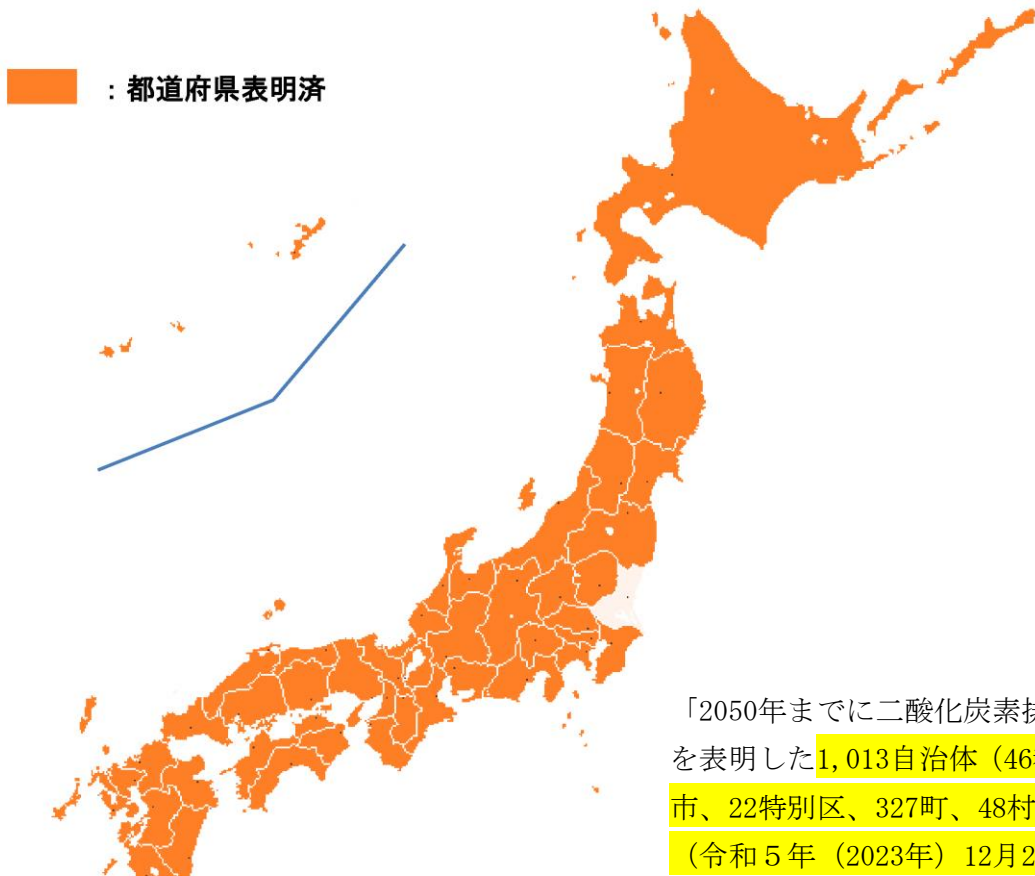 ：都道府県表明済
「2050年までに二酸化炭素
を表明した1,013自治体（46
市、22特別区、327町、48村
（令和５年（2023年）12月2